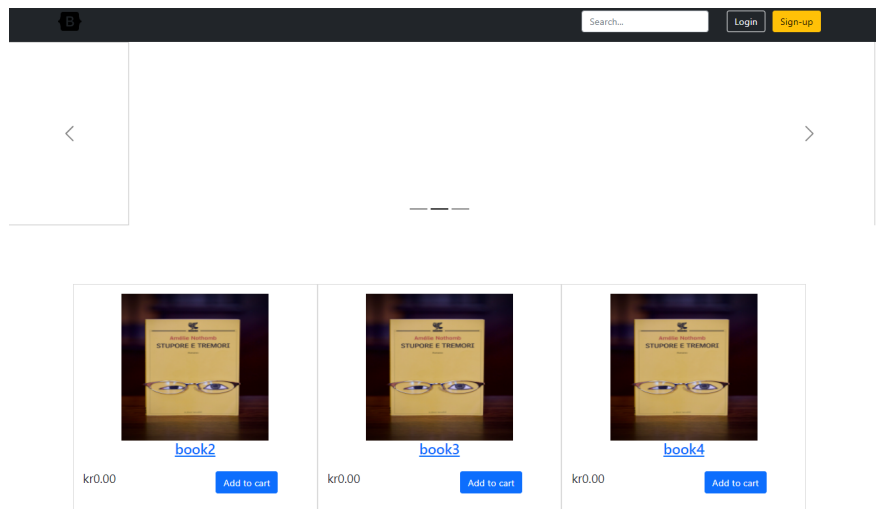 B
Search...
Login
Sign-up
Amélie Nothomb
STUPORE E TREMORI
Amélie Nothomb
STUPORE E TREMORI
Amélie Nothomb
STUPORE E TREMORI
book2
book3
book4
kr0.00
Add to cart
kr0.00
Add to cart
kr0.00
Add to cart